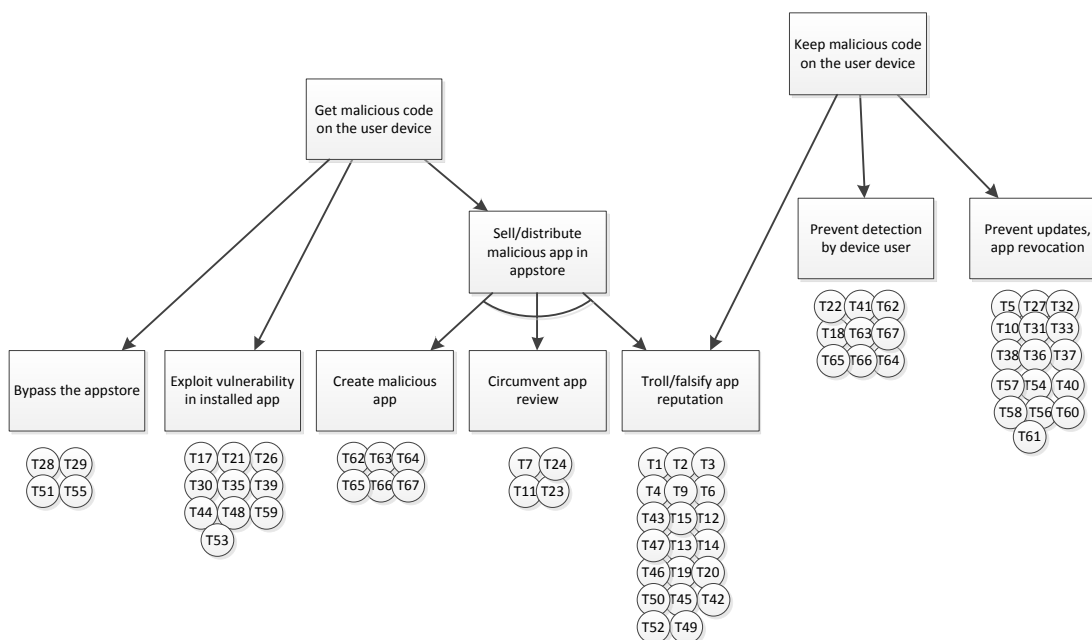 Keep malicious code
on the user device
Get malicious code
on the user device
Sell/distribute
malicious app in
appstore
Prevent detection
by device user
Prevent updates,
app revocation
T22 T41 T62
T18 T63 T67
T65 T66 T64
T5 T27 T32
T10 T31 T33
T38 T36 T37
T57 T54 T40
T58 T56 T60
T61
Bypass the appstore
Exploit vulnerability
in installed app
Create malicious
app
Circumvent app
review
Troll/falsify app
reputation
T28 T29
T51 T55
T17 T21 T26
T30 T35 T39
T44 T48 T59
T53
T62 T63 T64
T65 T66 T67
T7 T24
T11 T23
T1 T2 T3
T4 T9 T6
T43 T15 T12
T47 T13 T14
T46 T19 T20
T50 T45 T42
T52 T49